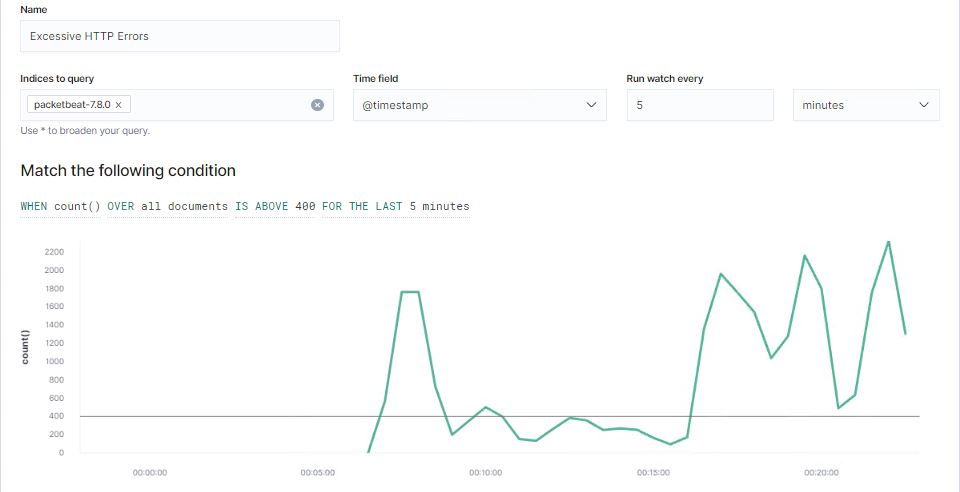 Name
Excessive HTTP Errors
Indices to query
Time field
Run watch every
packetbeat-7.8.0 ×
@timestamp
5
minutes
Use * to broaden your query.
Match the following condition
WHEN count() OVER all documents IS ABOVE 400 FOR THE LAST 5 minutes
2200
2000
1800
1600
1400
1200
1000
800
600
400
200
0
count()
00:00:00
00:05:00
00:10:00
00:15:00
00:20:00